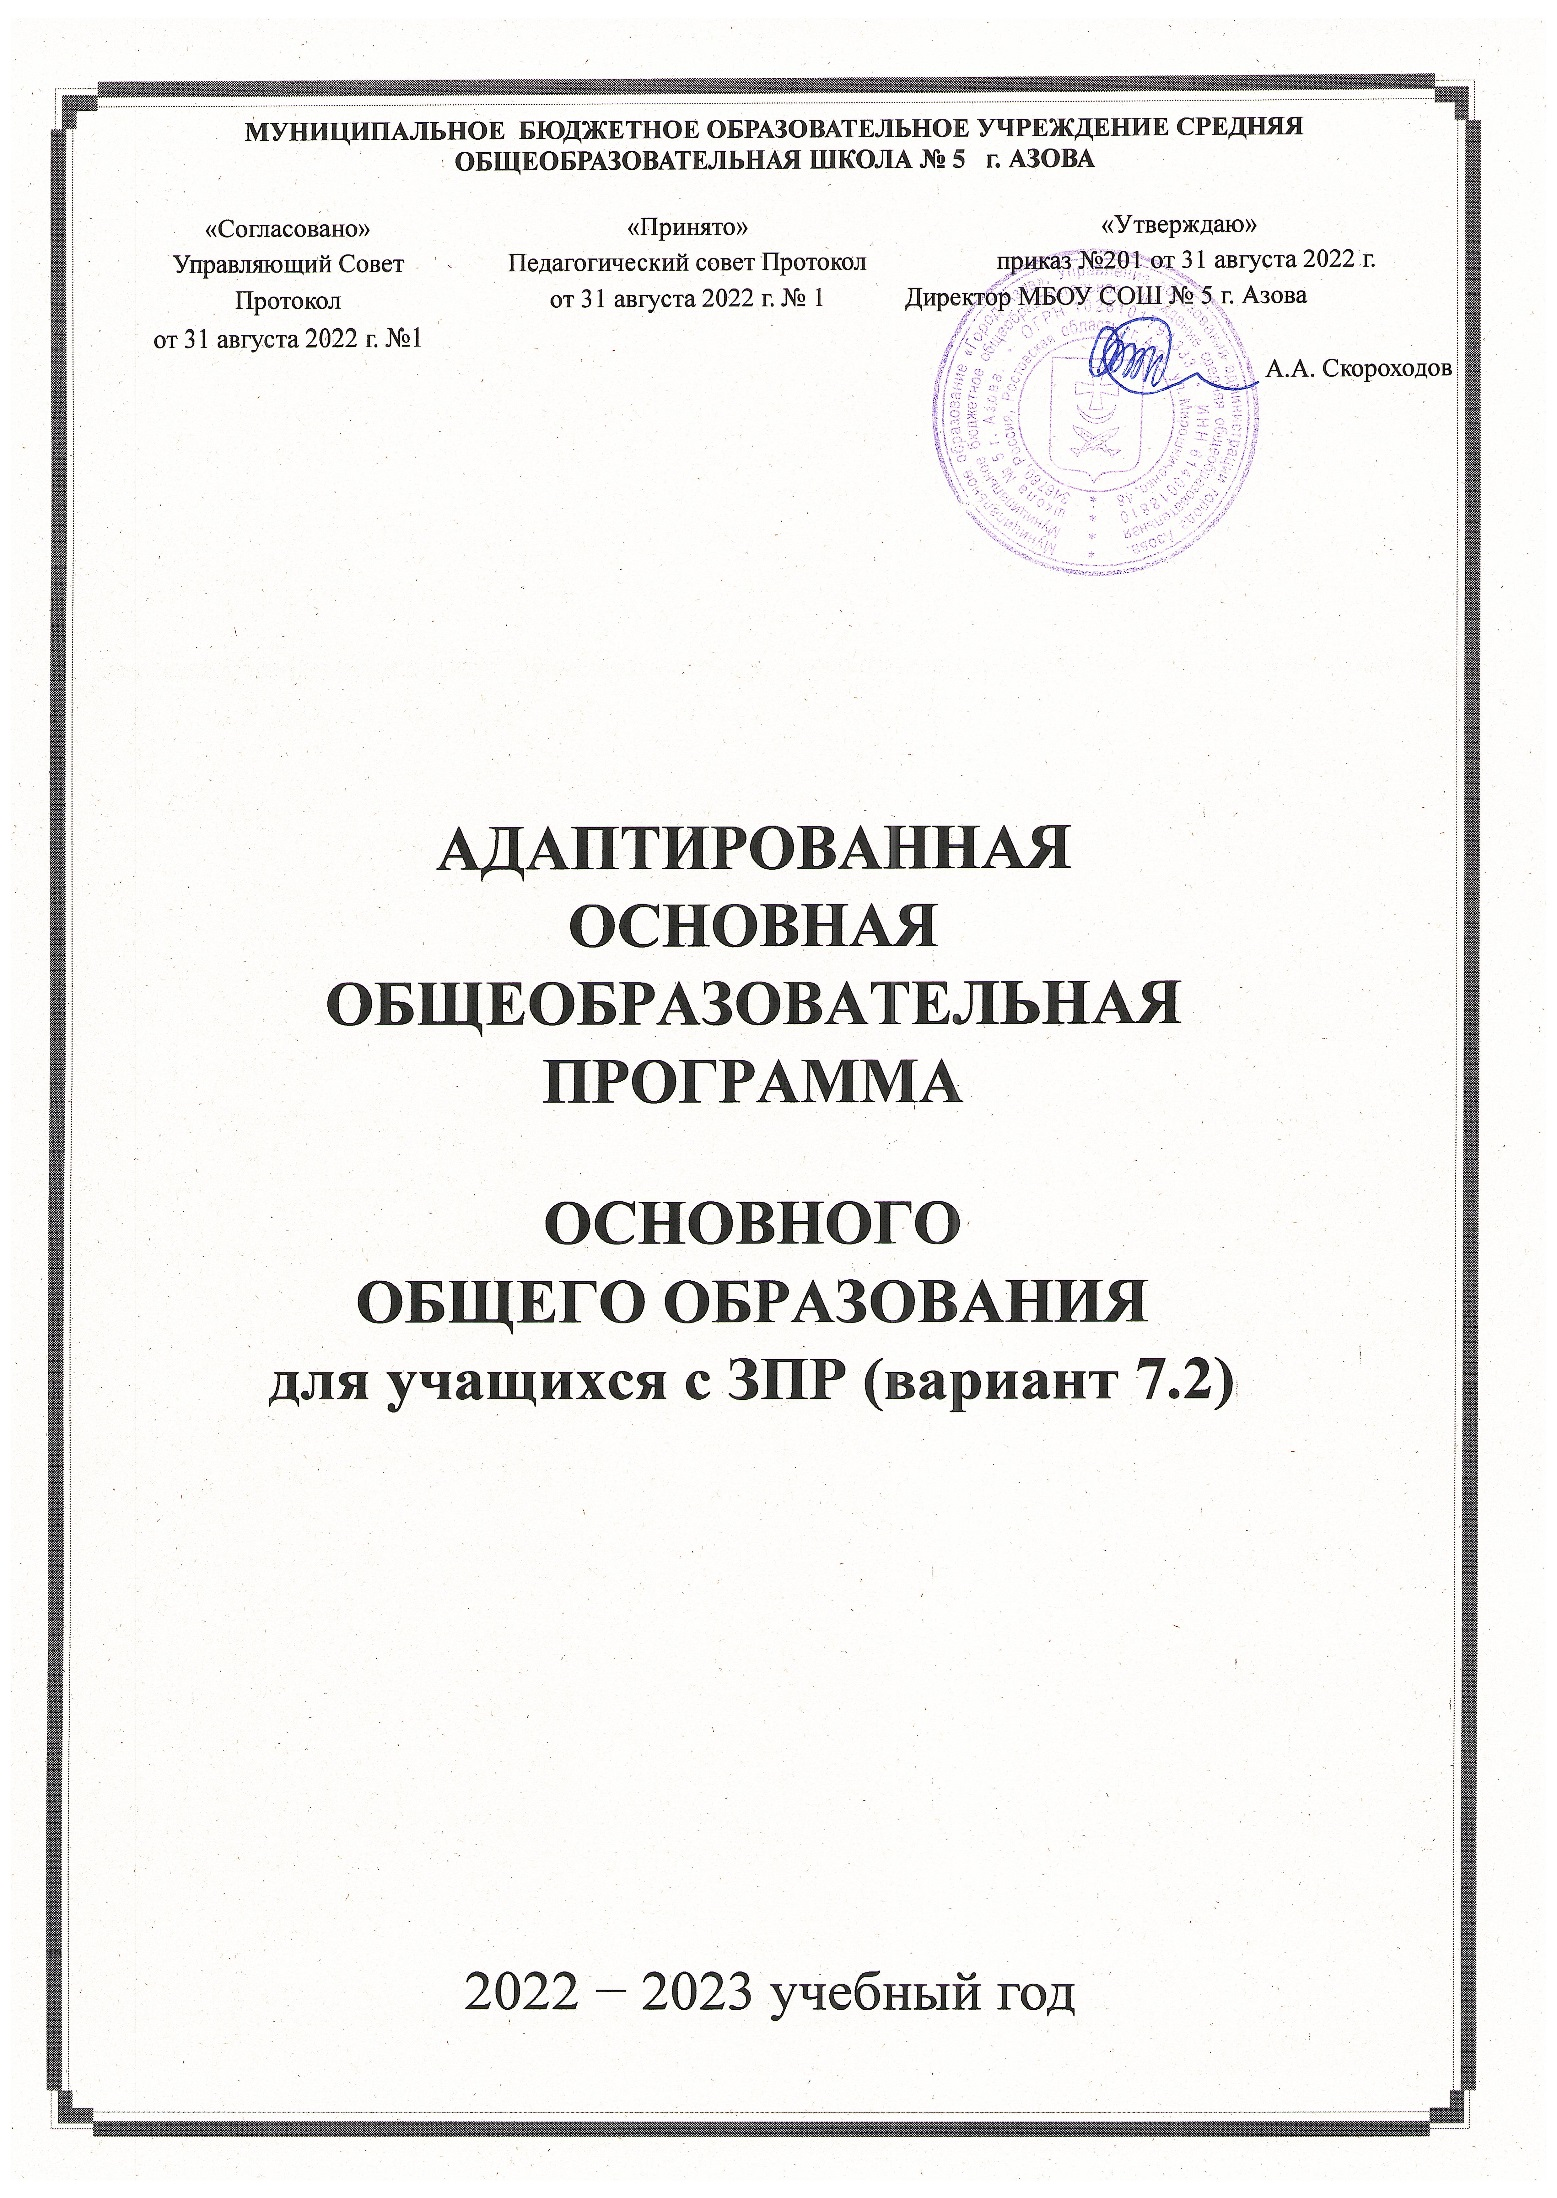 МУНИЦИПАЛЬНОЕ БЮДЖЕТНОЕ ОБРАЗОВАТЕЛЬНОЕ УЧРЕЖДЕНИЕ СРЕДНЯЯ
ОБЩЕОБРАЗОВАТЕЛЬНАЯ ШКОЛА № 5 г. АЗОВА
«Согласовано»
Управляющий Совет
Протокол
от 31 августа 2022 г. №1
«Принято»
Педагогический совет Протокол
от 31 августа 2022 г. № 1
«Утверждаю»
приказ №201 от 31 августа 2022 г.
Директор МБОУ СОШ № 5 г. Азова
А.А. Скороходов
АДАПТИРОВАННАЯ
ОСНОВНАЯ
ОБЩЕОБРАЗОВАТЕЛЬНАЯ
ПРОГРАММА
ОСНОВНОГО
ОБЩЕГО ОБРАЗОВАНИЯ
для учащихся с ЗПР (вариант 7.2)
2022 – 2023 учебный год